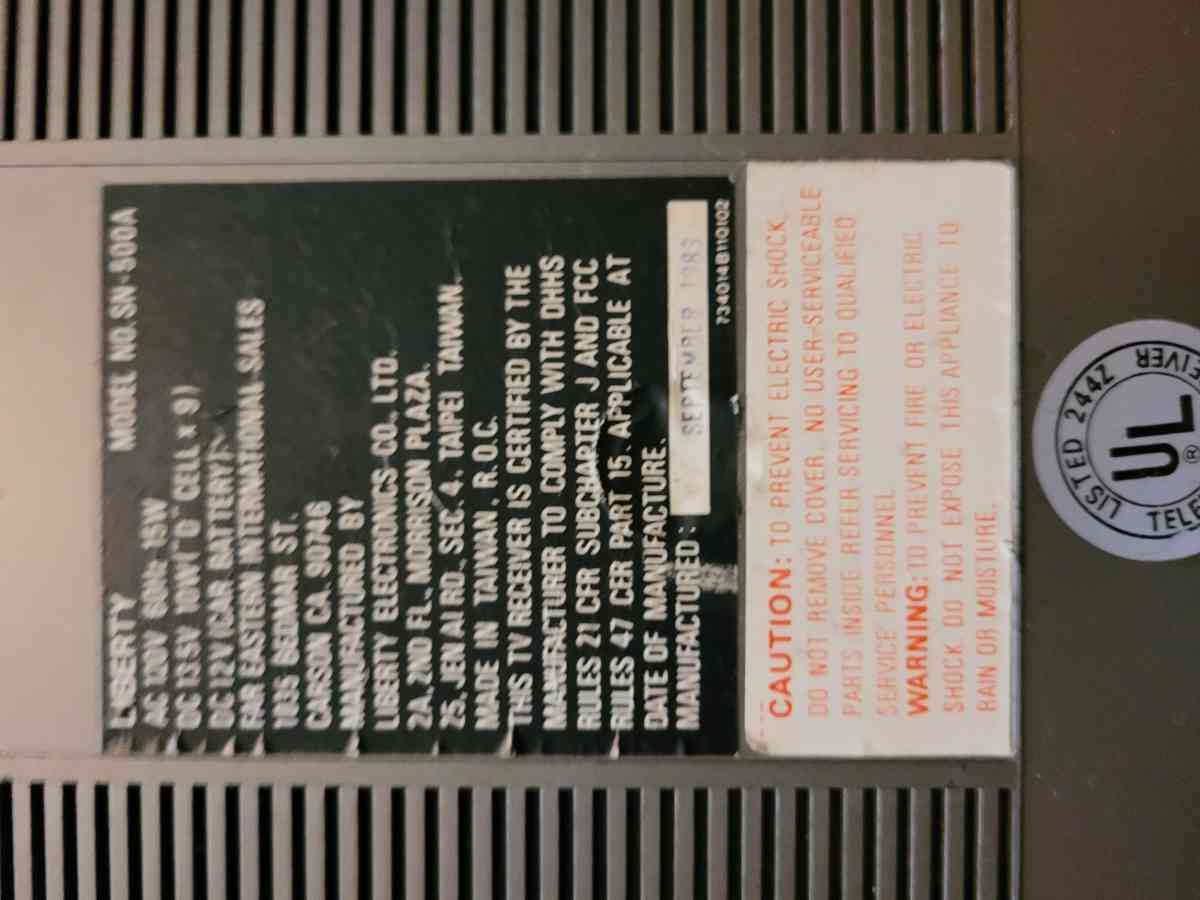 LIBERTY MODEL NO. SN-500A
AC 120V 60Hz 15W
DC 13.5V 10W ("D" CELL x 9)
DC 12V (CAR BATTERY)
FAR EASTERN INTERNATIONAL SALES
1035 BEDMAR ST.
CARSON CA. 90746
MANUFACTURED BY
LIBERTY ELECTRONICS CO., LTD.
2A, 2ND FL., MORRISON PLAZA.
25, JEN AI RD. SEC. 4, TAIPEI TAIWAN.
MADE IN TAIWAN, R.O.C.
THIS TV RECEIVER IS CERTIFIED BY THE
MANUFACTURER TO COMPLY WITH DHHS
RULES 21 CFR SUBCHAPTER J AND FCC
RULES 47 CFR PART 15. APPLICABLE AT
DATE OF MANUFACTURE.
MANUFACTURED: SEPTEMBER 1983
734014B110102
CAUTION: TO PREVENT ELECTRIC SHOCK,
DO NOT REMOVE COVER. NO USER-SERVICEABLE
PARTS INSIDE REFER SERVICING TO QUALIFIED
SERVICE PERSONNEL
WARNING: TO PREVENT FIRE OR ELECTRIC
SHOCK DO NOT EXPOSE THIS APPLIANCE TO
RAIN OR MOISTURE.
LISTED 244Z
UL
®